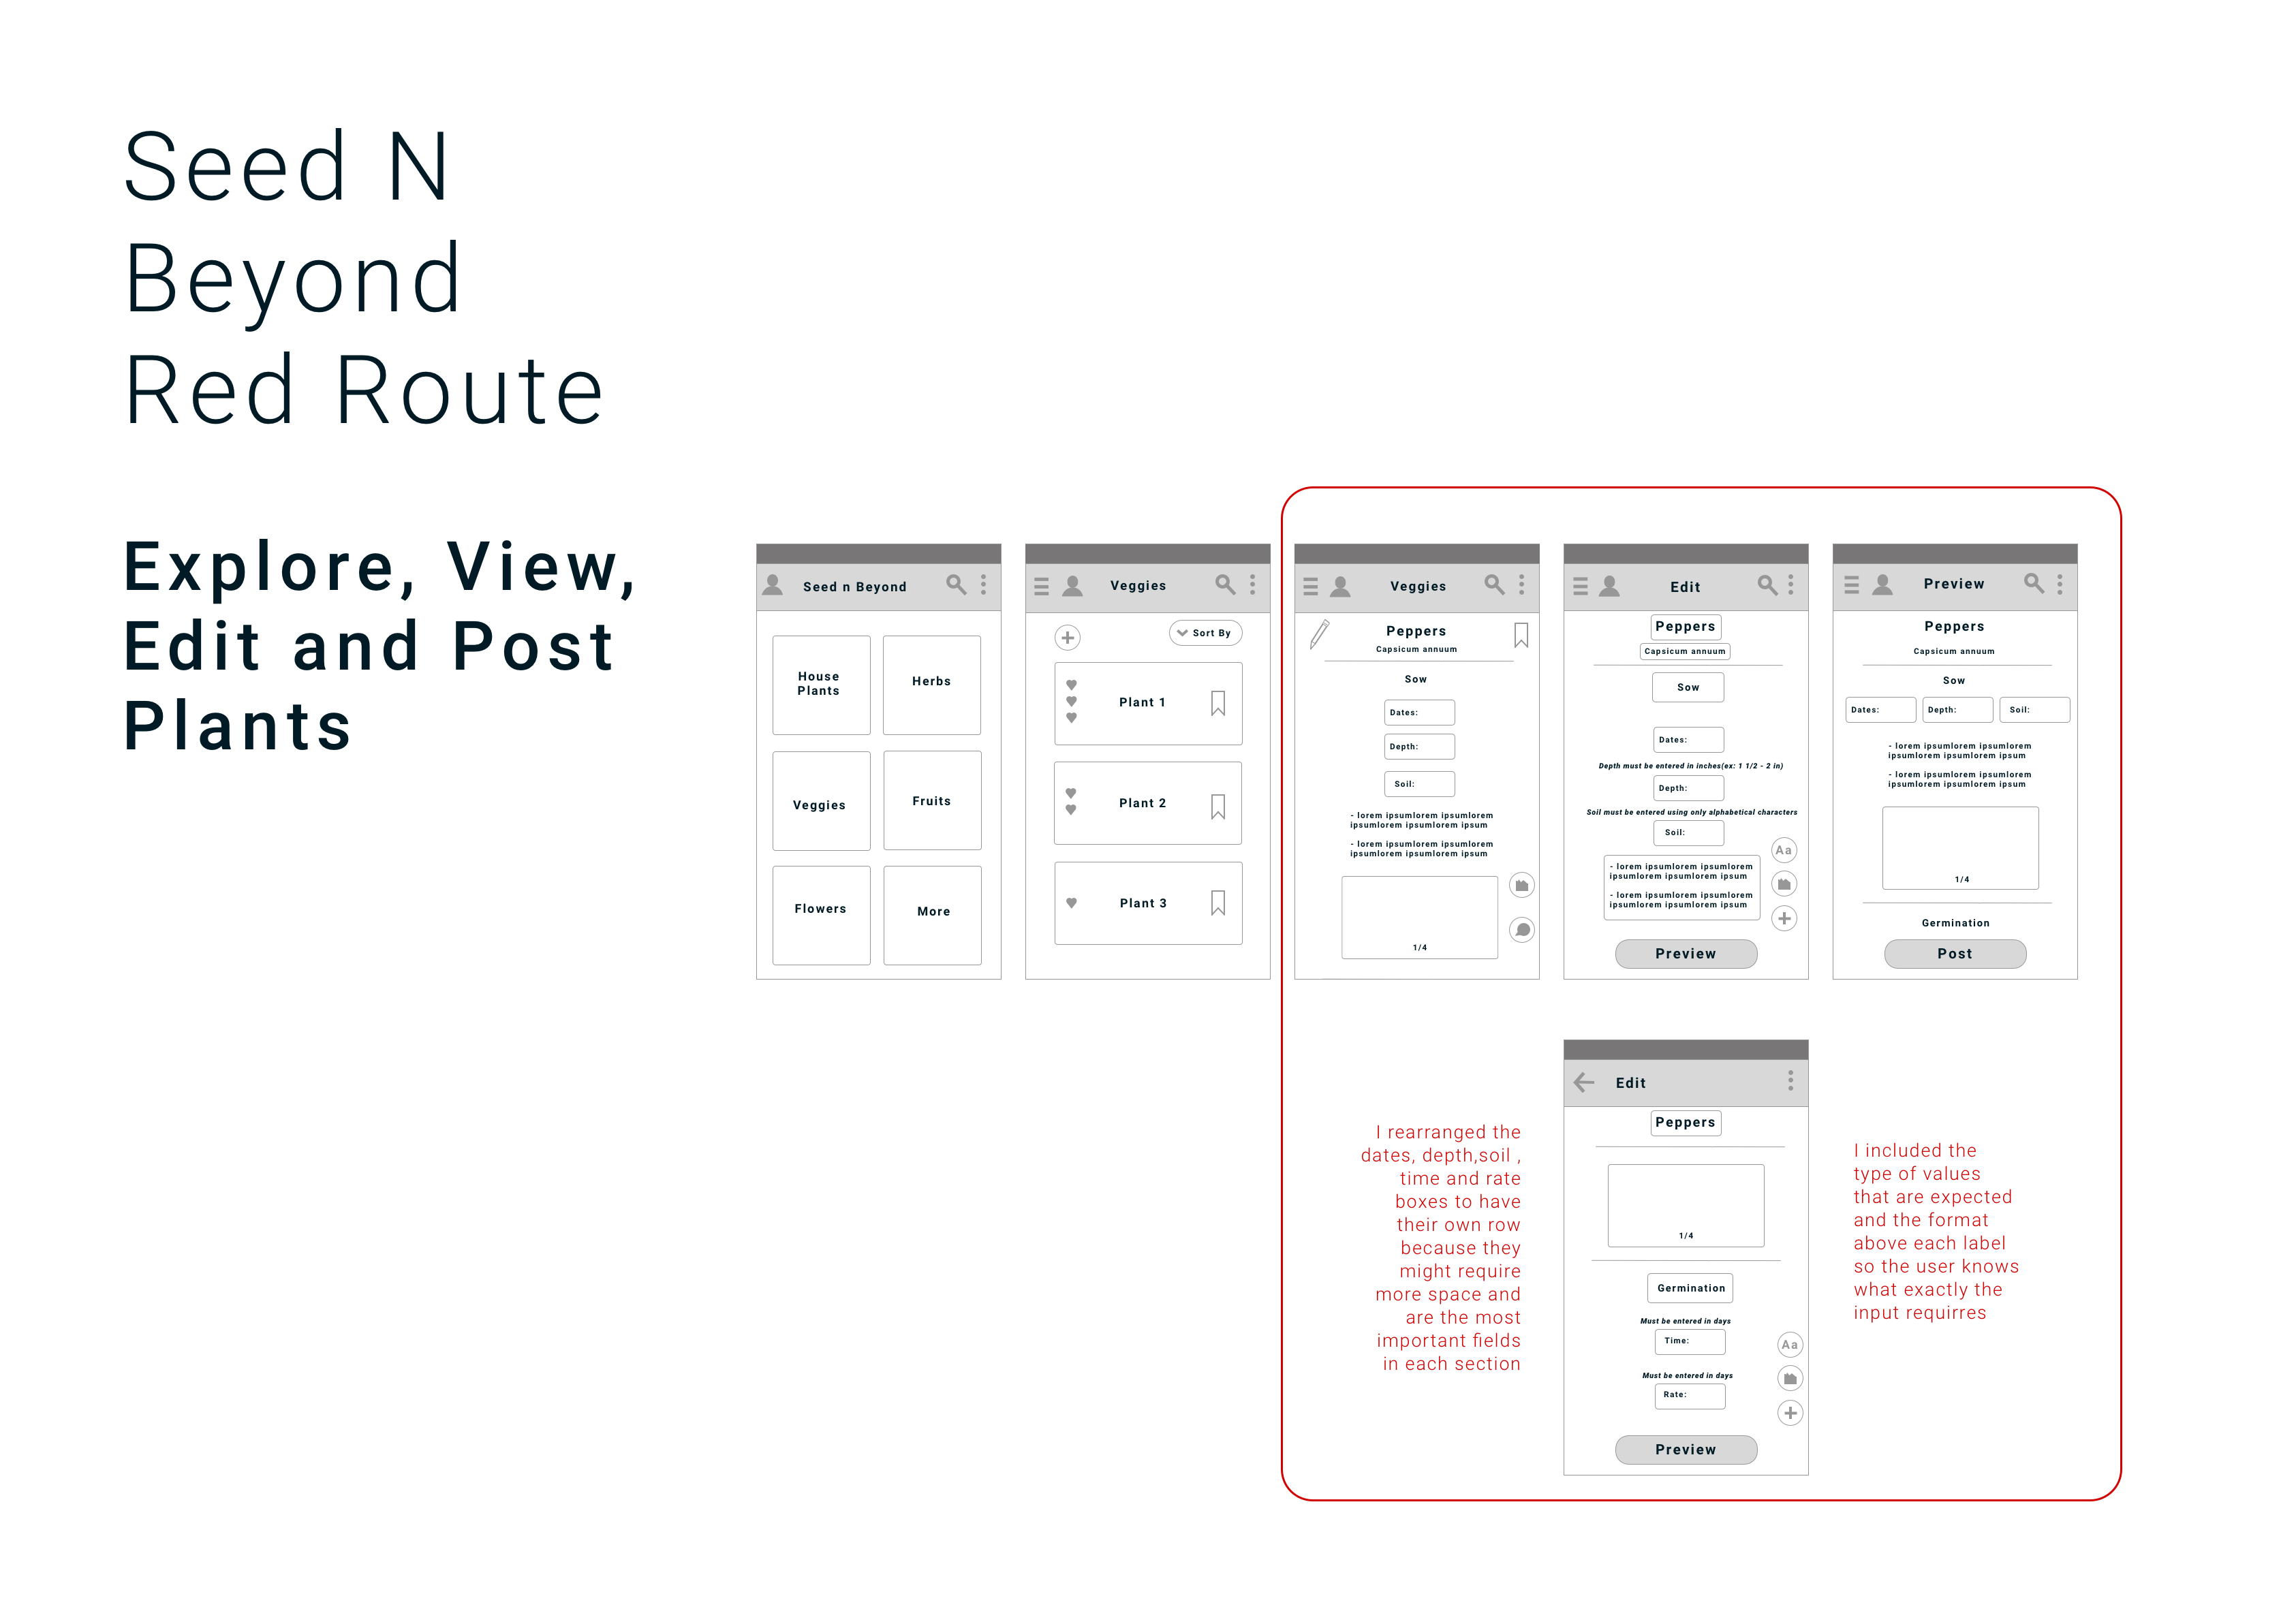 Seed N
Beyond
Red Route
Explore, View,
Edit and Post
Plants
Seed n Beyond
House
Plants
Herbs
Veggies
Fruits
Flowers
More
Veggies
Sort By
Plant 1
Plant 2
Plant 3
Veggies
Peppers
Capsicum annuum
Sow
Dates:
Depth:
Soil:
- lorem ipsumlorem ipsumlorem
ipsumlorem ipsumlorem ipsum
- lorem ipsumlorem ipsumlorem
ipsumlorem ipsumlorem ipsum
1/4
Edit
Peppers
Capsicum annuum
Sow
Dates:
Depth must be entered in inches(ex: 1 1/2 - 2 in)
Depth:
Soil must be entered using only alphabetical characters
Soil:
Aa
- lorem ipsumlorem ipsumlorem
ipsumlorem ipsumlorem ipsum
- lorem ipsumlorem ipsumlorem
ipsumlorem ipsumlorem ipsum
Preview
Preview
Peppers
Capsicum annuum
Sow
Dates:
Depth:
Soil:
- lorem ipsumlorem ipsumlorem
ipsumlorem ipsumlorem ipsum
- lorem ipsumlorem ipsumlorem
ipsumlorem ipsumlorem ipsum
1/4
Germination
Post
I rearranged the
dates, depth,soil ,
time and rate
boxes to have
their own row
because they
might require
more space and
are the most
important fields
in each section
Edit
Peppers
1/4
Germination
Must be entered in days
Time:
Aa
Must be entered in days
Rate:
Preview
I included the
type of values
that are expected
and the format
above each label
so the user knows
what exactly the
input requirres